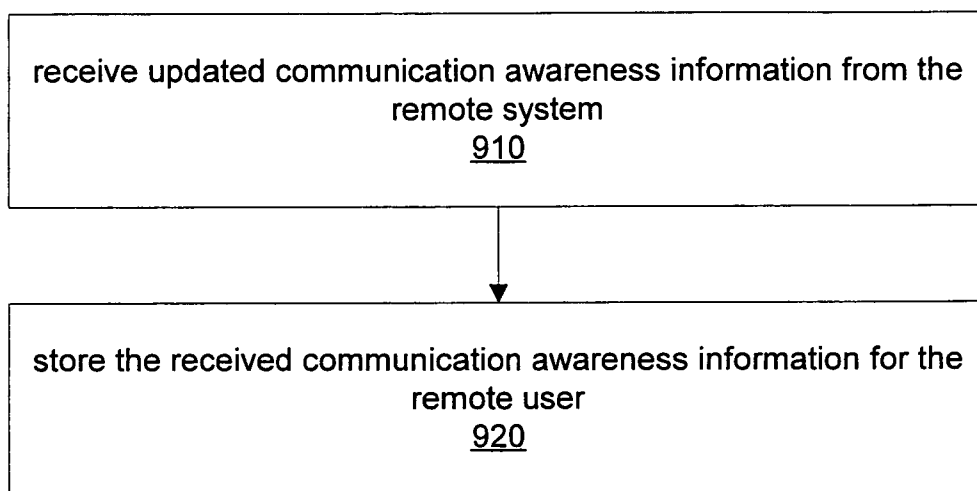 receive updated communication awareness information from the
remote system
910
store the received communication awareness information for the
remote user
920